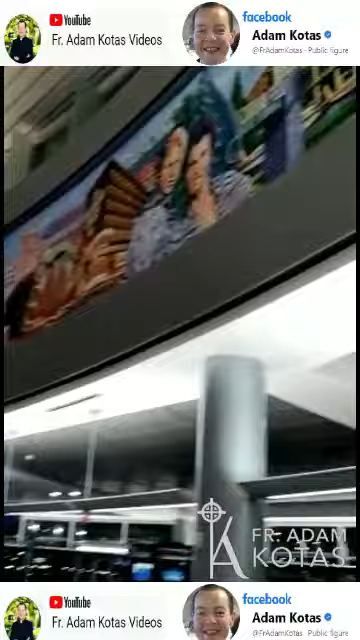 YouTube
Fr. Adam Kotas Videos
facebook
Adam Kotas
@FrAdamKotas · Public figure
FR. ADAM
KOTAS
YouTube
Fr. Adam Kotas Videos
facebook
Adam Kotas
@FrAdamKotas · Public figure